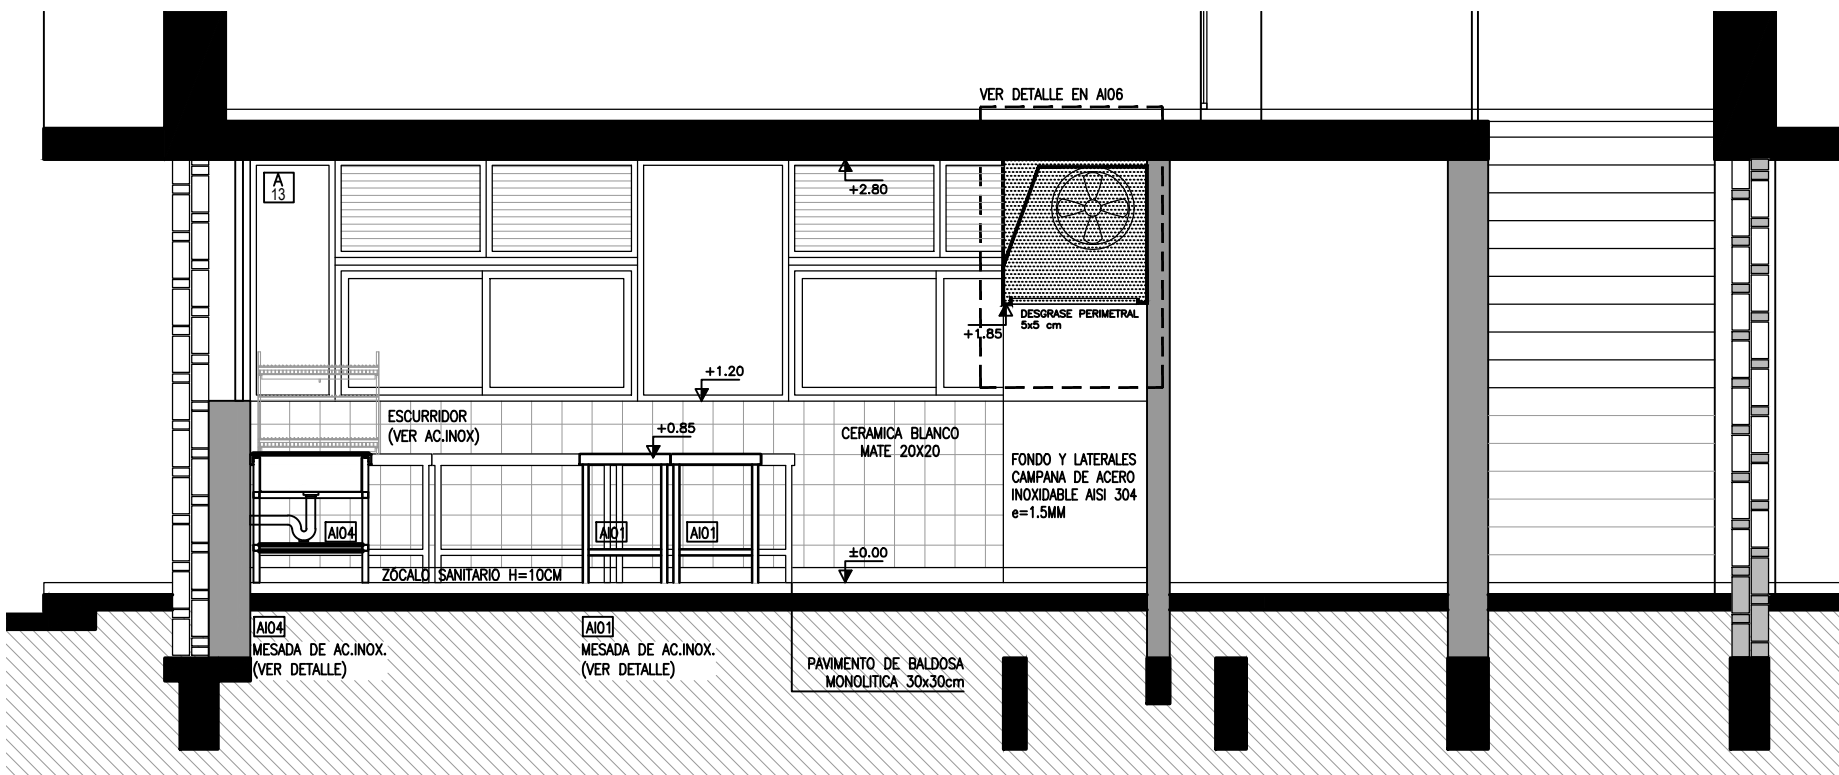 VER DETALLE EN AI06
A
13
+2.80
DESGRASE PERIMETRAL
5x5 cm
+1.85
+1.20
ESCURRIDOR
(VER AC.INOX)
+0.85
CERAMICA BLANCO
MATE 20X20
FONDO Y LATERALES
CAMPANA DE ACERO
INOXIDABLE AISI 304
e=1.5MM
AI04
AI01
AI01
±0.00
ZÓCALO SANITARIO H=10CM
AI04
MESADA DE AC.INOX.
(VER DETALLE)
AI01
MESADA DE AC.INOX.
(VER DETALLE)
PAVIMENTO DE BALDOSA
MONOLITICA 30x30cm